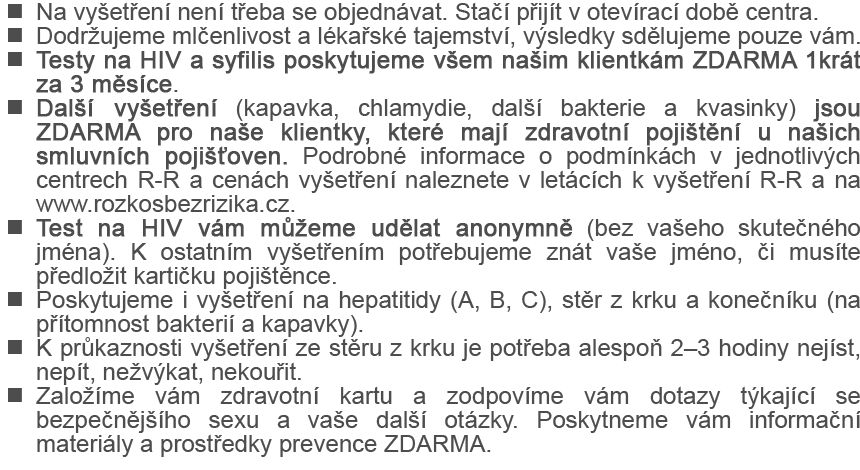 ■ Na vyšetření není třeba se objednávat. Stačí přijít v otevírací době centra.
■ Dodržujeme mlčenlivost a lékařské tajemství, výsledky sdělujeme pouze vám.
■ Testy na HIV a syfilis poskytujeme všem našim klientkám ZDARMA 1krát
za 3 měsíce.
■ Další vyšetření (kapavka, chlamydie, další bakterie a kvasinky) jsou
ZDARMA pro naše klientky, které mají zdravotní pojištění u našich
smluvních pojišťoven. Podrobné informace o podmínkách v jednotlivých
centrech R-R a cenách vyšetření naleznete v letácích k vyšetření R-R a na
www.rozkosbezrizika.cz.
■ Test na HIV vám můžeme udělat anonymně (bez vašeho skutečného
jména). K ostatním vyšetřením potřebujeme znát vaše jméno, či musíte
předložit kartičku pojištěnce.
■ Poskytujeme i vyšetření na hepatitidy (A, B, C), stěr z krku a konečníku (na
přítomnost bakterií a kapavky).
■ K průkaznosti vyšetření ze stěru z krku je potřeba alespoň 2–3 hodiny nejíst,
nepít, nežvýkat, nekouřit.
■ Založíme vám zdravotní kartu a zodpovíme vám dotazy týkající se
bezpečnějšího sexu a vaše další otázky. Poskytneme vám informační
materiály a prostředky prevence ZDARMA.